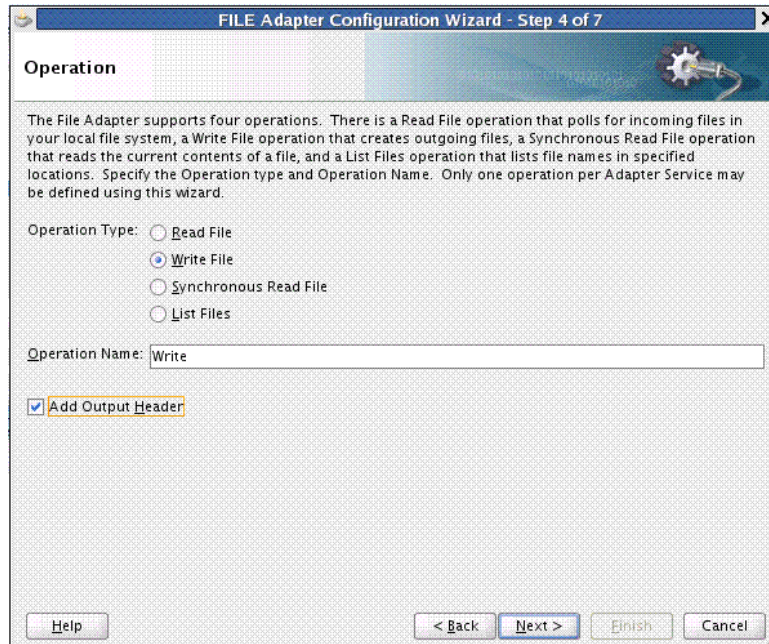 FILE Adapter Configuration Wizard - Step 4 of 7
Operation
The File Adapter supports four operations. There is a Read File operation that polls for incoming files in
your local file system, a Write File operation that creates outgoing files, a Synchronous Read File operation
that reads the current contents of a file, and a List Files operation that lists file names in specified
locations. Specify the Operation type and Operation Name. Only one operation per Adapter Service may
be defined using this wizard.
Operation Type:
Read File
Write File
Synchronous Read File
List Files
Operation Name: Write
Add Output Header
Help
< Back
Next >
Finish
Cancel